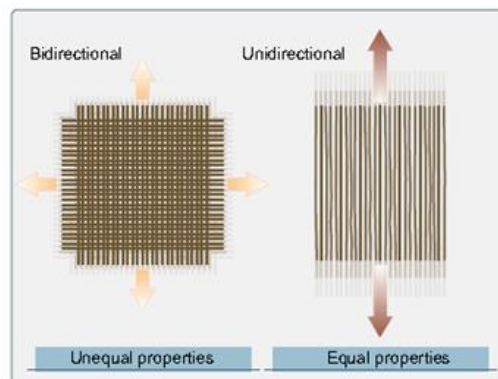 Bidirectional
Unidirectional
Unequal properties
Equal properties